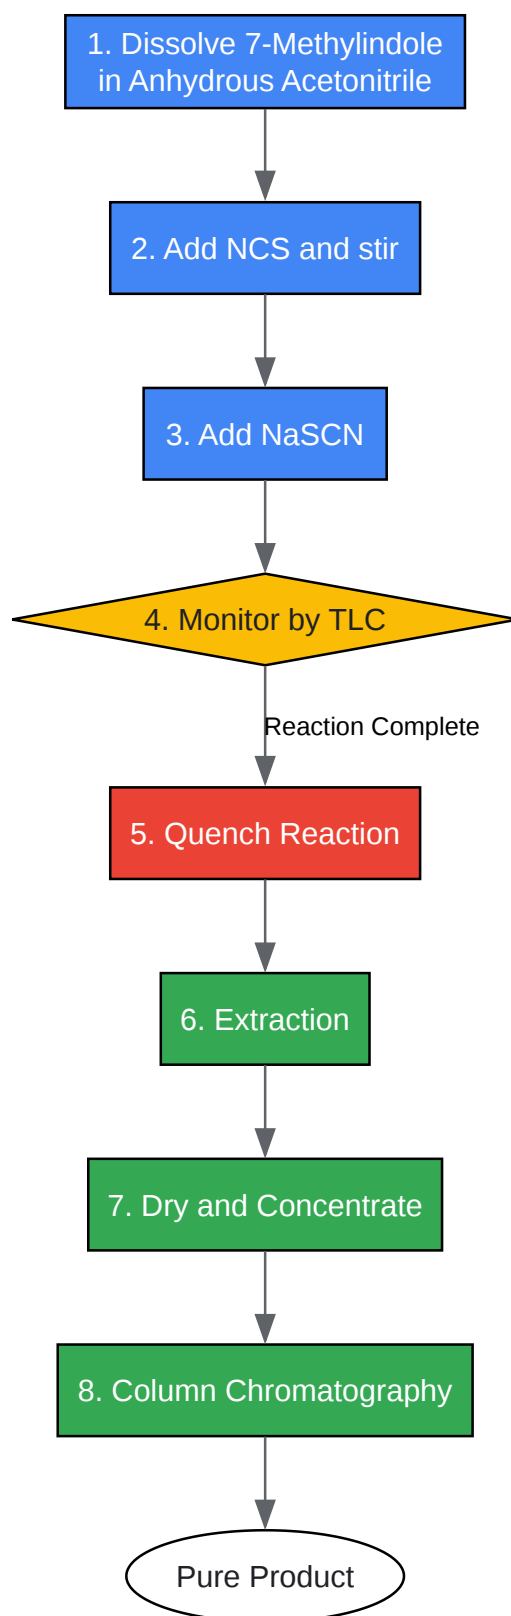 1. Dissolve 7-Methylindole
in Anhydrous Acetonitrile
2. Add NCS and stir
3. Add NaSCN
4. Monitor by TLC
Reaction Complete
5. Quench Reaction
6. Extraction
7. Dry and Concentrate
8. Column Chromatography
Pure Product